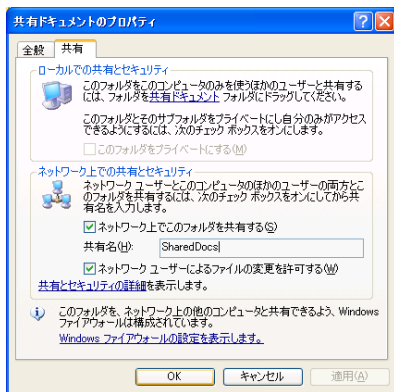 共有ドキュメントのプロパティ
全般 共有
ローカルでの共有とセキュリティ
このフォルダをこのコンピュータのみを使うほかのユーザーと共有する
には、フォルダを共有ドキュメント フォルダにドラッグしてください。
このフォルダとそのサブフォルダをプライベートにし自分のみがアクセス
できるようにするには、次のチェック ボックスをオンにします。
このフォルダをプライベートにする(M)
ネットワーク上での共有とセキュリティ
ネットワーク ユーザーとこのコンピュータのほかのユーザーの両方とこ
のフォルダを共有するには、次のチェック ボックスをオンにしてから共
有名を入力します。
ネットワーク上でこのフォルダを共有する(S)
共有名(H): SharedDocs
ネットワーク ユーザーによるファイルの変更を許可する(W)
共有とセキュリティの詳細を表示します。
このフォルダを、ネットワーク上の他のコンピュータと共有できるよう、Windows
ファイアウォールは構成されています。
Windows ファイアウォールの設定を表示します。
OK キャンセル 適用(A)